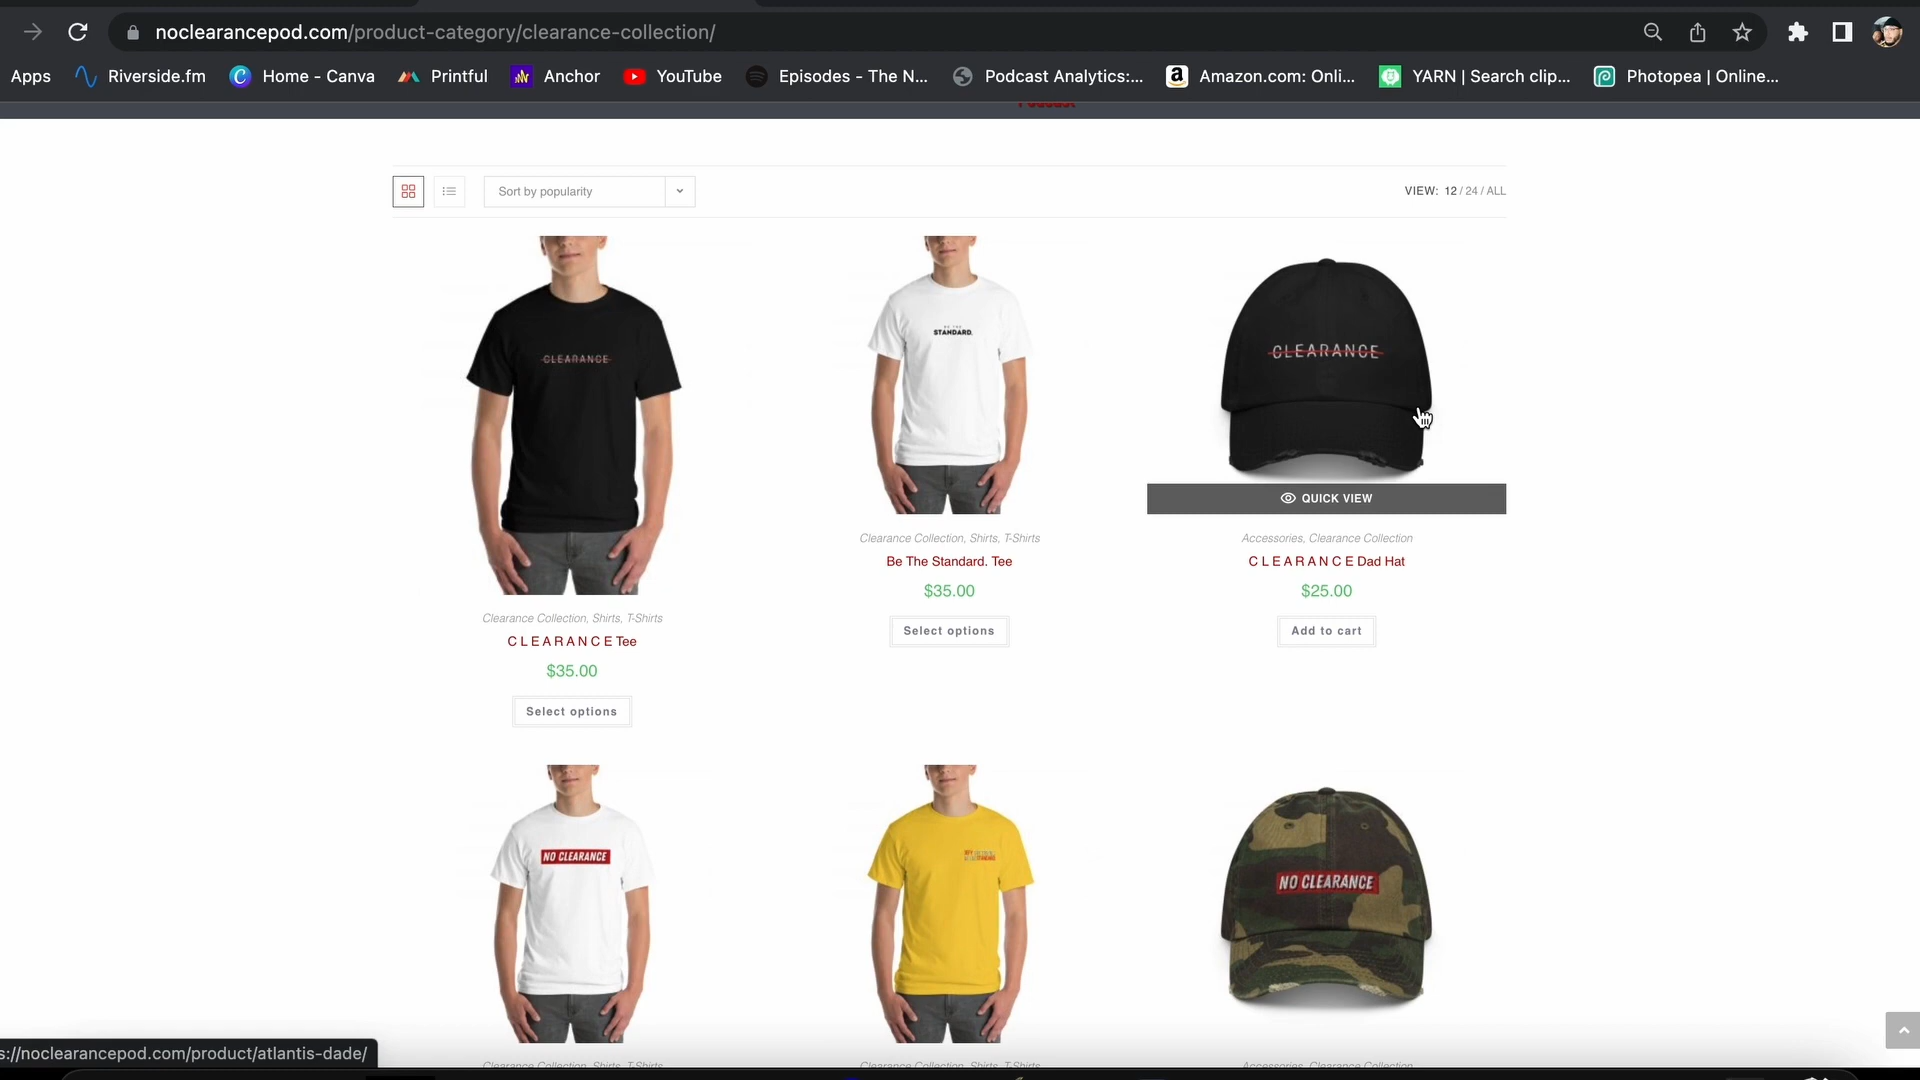 noclearancepod.com/product-category/clearance-collection/
Apps Riverside.fm Home - Canva Printful Anchor YouTube Episodes - The N... Podcast Analytics:... Amazon.com: Onli... YARN | Search clip... Photopea | Online...
Sort by popularity
VIEW: 12 / 24 / ALL
CLEARANCE
BE THE
STANDARD.
CLEARANCE
QUICK VIEW
Clearance Collection, Shirts, T-Shirts
C L E A R A N C E Tee
$35.00
Select options
Clearance Collection, Shirts, T-Shirts
Be The Standard. Tee
$35.00
Select options
Accessories, Clearance Collection
C L E A R A N C E Dad Hat
$25.00
Add to cart
NO CLEARANCE
NO CLEARANCE
Clearance Collection, Shirts, T-Shirts
Clearance Collection, Shirts, T-Shirts
Accessories, Clearance Collection
s://noclearancepod.com/product/atlantis-dade/